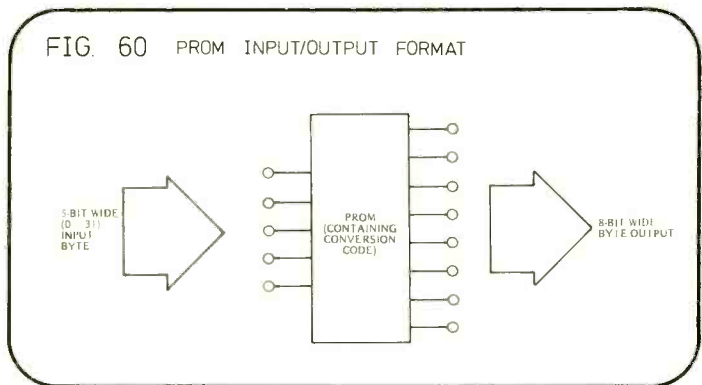 FIG. 60 PROM INPUT/OUTPUT FORMAT
5-BIT WIDE
(0 31)
INPUT
BYTE
PROM
(CONTAINING
CONVERSION
CODE)
8-BIT WIDE
BYTE OUTPUT